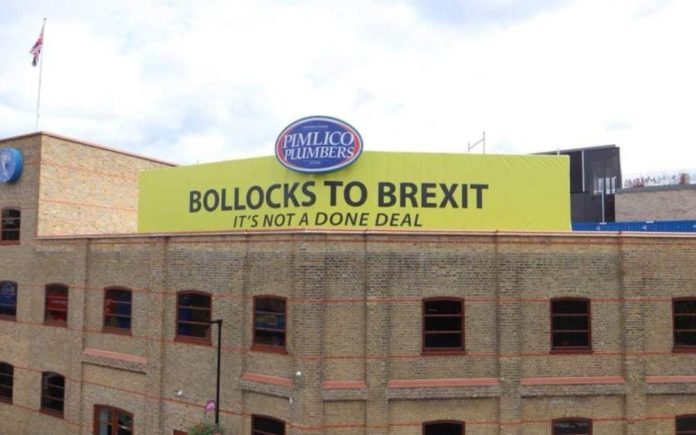 PIMLICO
PLUMBERS
BOLLOCKS TO BREXIT
IT'S NOT A DONE DEAL